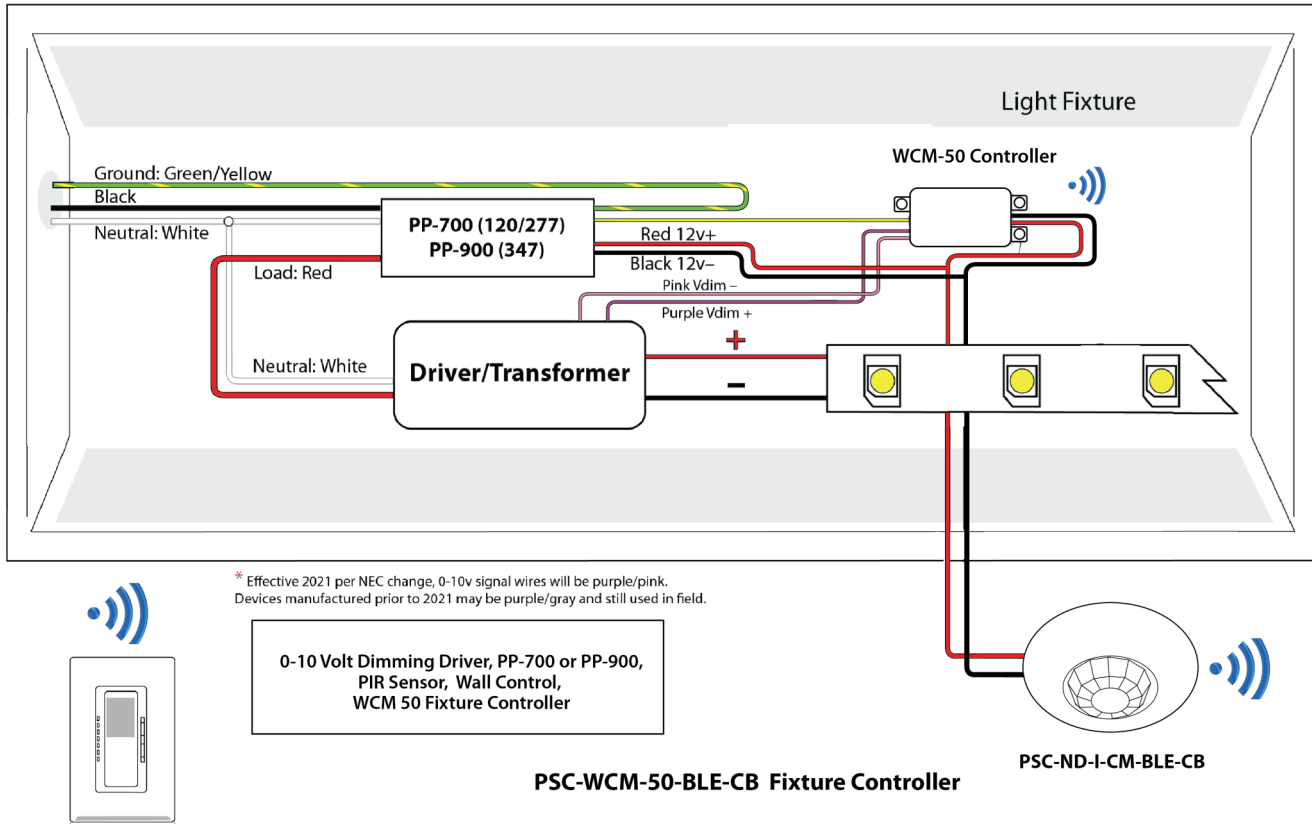 Light Fixture
WCM-50 Controller
Ground: Green/Yellow
Black
Neutral: White
PP-700 (120/277)
PP-900 (347)
Red 12v+
Black 12v–
Load: Red
Pink Vdim –
Purple Vdim +
+
–
Neutral: White
Driver/Transformer
* Effective 2021 per NEC change, 0-10v signal wires will be purple/pink.
Devices manufactured prior to 2021 may be purple/gray and still used in field.
0-10 Volt Dimming Driver, PP-700 or PP-900,
PIR Sensor, Wall Control,
WCM 50 Fixture Controller
PSC-ND-I-CM-BLE-CB
PSC-WCM-50-BLE-CB Fixture Controller